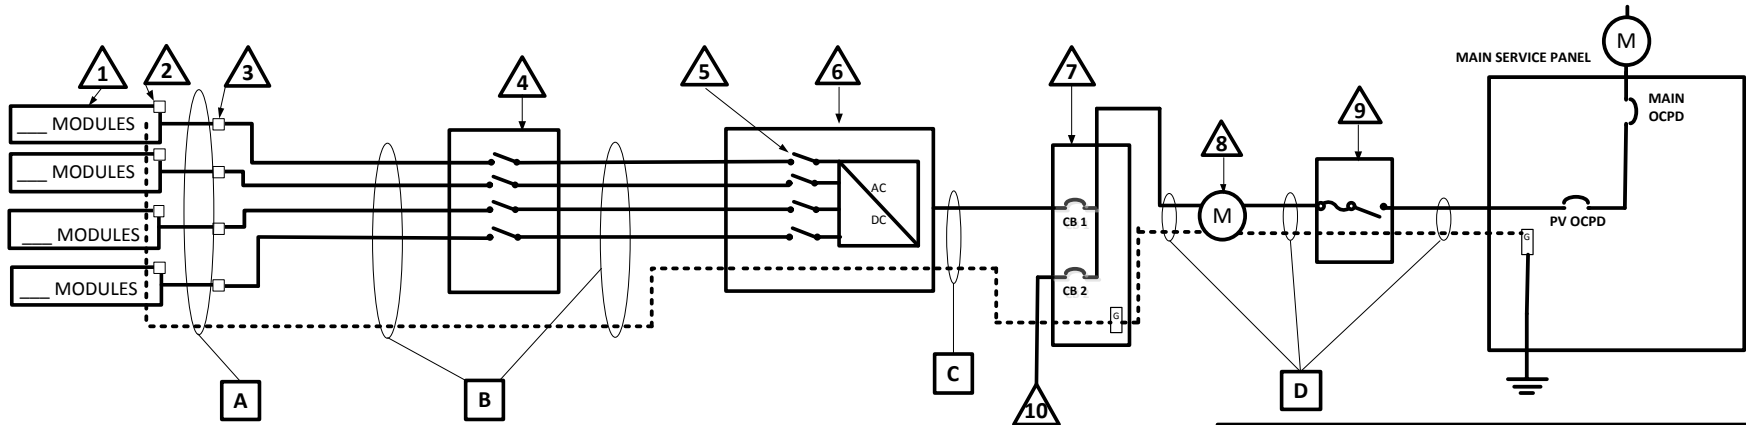 1
2
3
4
5
6
7
8
9
10
___ MODULES
___ MODULES
___ MODULES
___ MODULES
AC
DC
CB 1
CB 2
G
M
MAIN SERVICE PANEL
M
MAIN
OCPD
PV OCPD
G
A
B
C
D